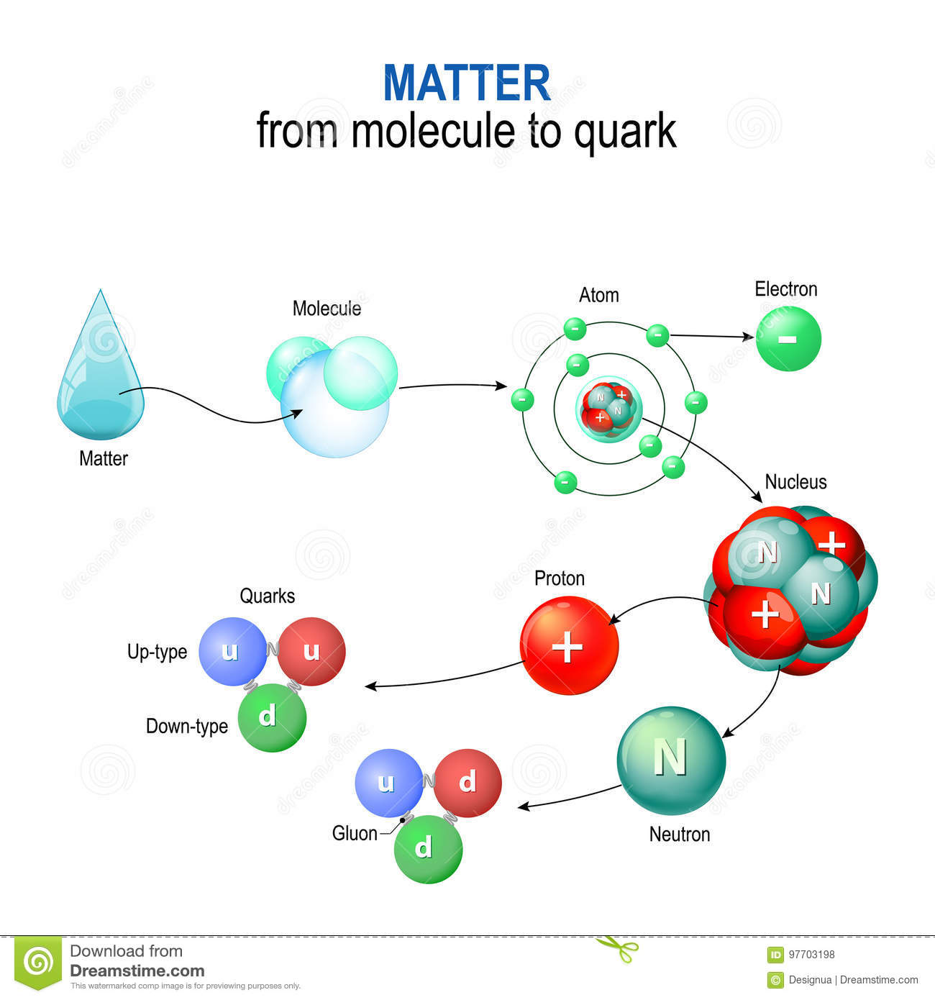 MATTER
from molecule to quark
Matter
Molecule
Atom
Electron
-
-
-
-
-
-
-
-
-
N
+
+
N
Nucleus
N
+
N
+
Proton
+
Quarks
Up-type
u
u
Down-type
d
u
d
Gluon
d
N
Neutron
dreamstime
Download from
Dreamstime.com
This watermarked comp image is for previewing purposes only.
ID 97703198
© Designua | Dreamstime.com